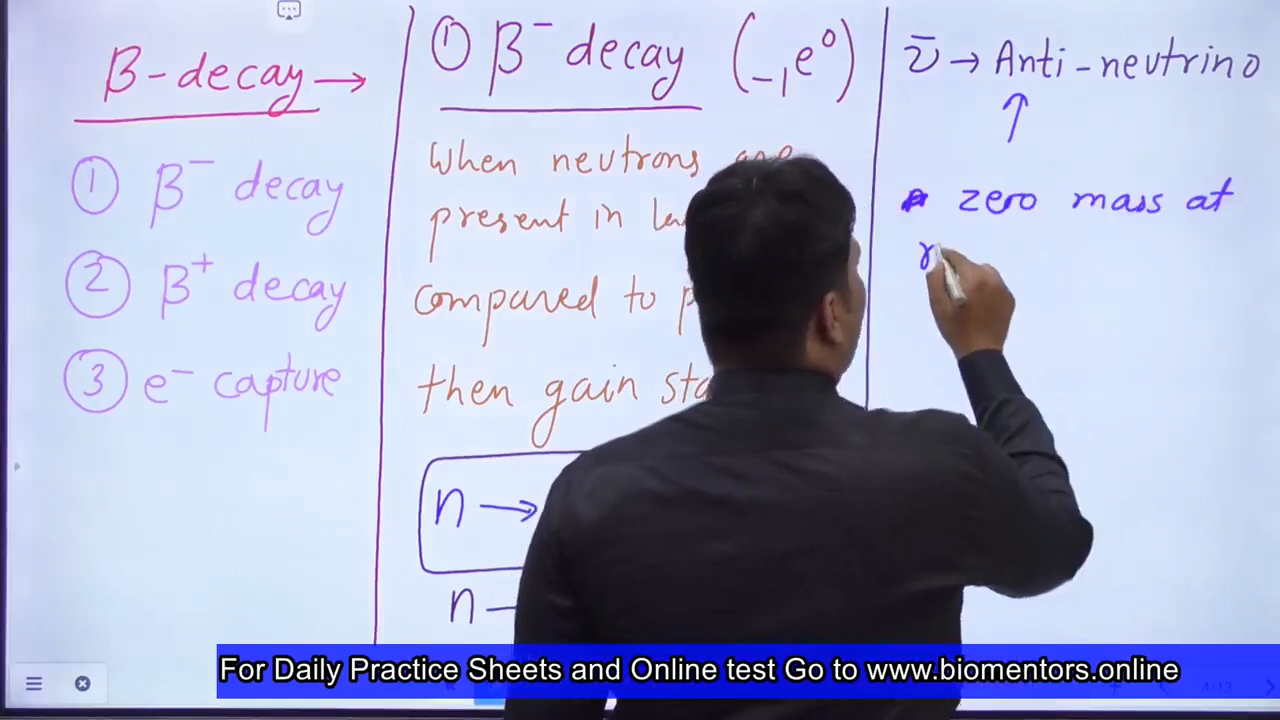 β-decay →
① β⁻ decay
② β⁺ decay
③ e⁻ capture
① β⁻ decay (₋₁e⁰)
When neutrons are
present in
compared to
then gain
n →
n
ν̄ → Anti-neutrino
↑
zero mass at
For Daily Practice Sheets and Online test Go to www.biomentors.online